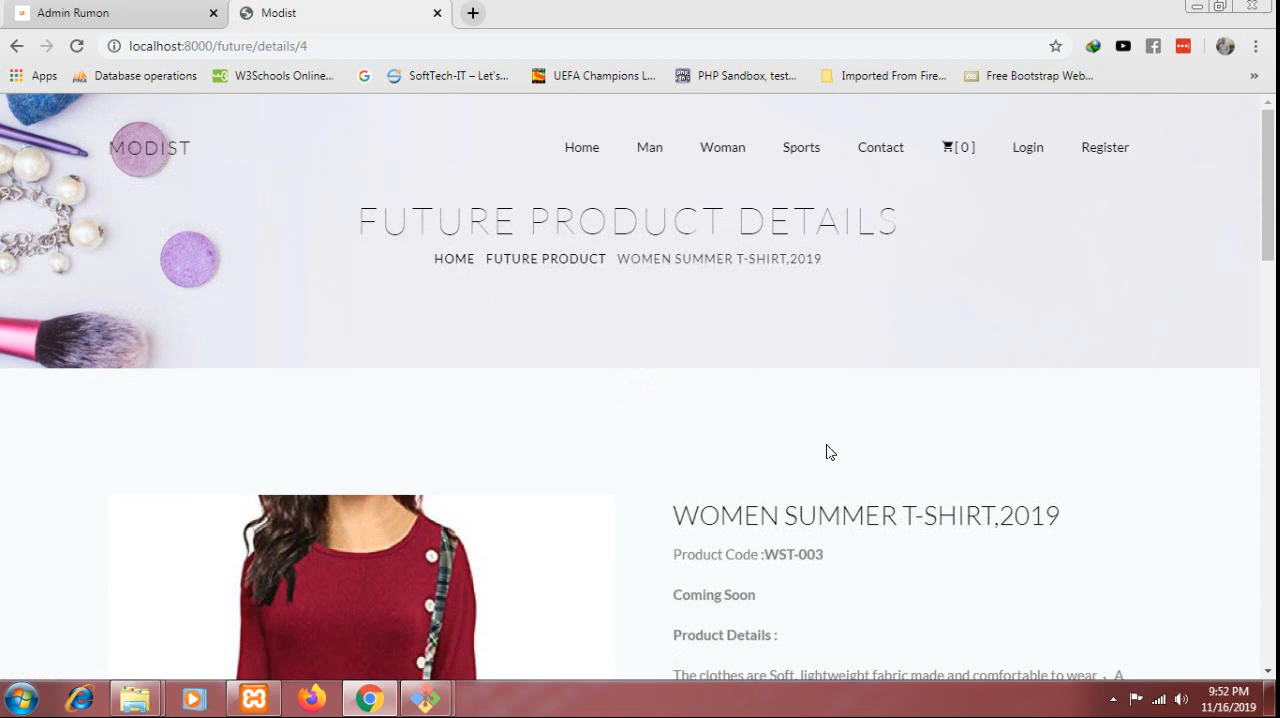 Admin Rumon
Modist
localhost:8000/future/details/4
Apps
Database operations
W3Schools Online...
SoftTech-IT – Let's...
UEFA Champions L...
PHP Sandbox, test...
Imported From Fire...
Free Bootstrap Web...
»
MODIST
Home Man Woman Sports Contact [ 0 ] Login Register
FUTURE PRODUCT DETAILS
HOME FUTURE PRODUCT WOMEN SUMMER T-SHIRT,2019
WOMEN SUMMER T-SHIRT,2019
Product Code :WST-003
Coming Soon
Product Details :
The clothes are Soft, lightweight fabric made and comfortable to wear , A
9:52 PM
11/16/2019